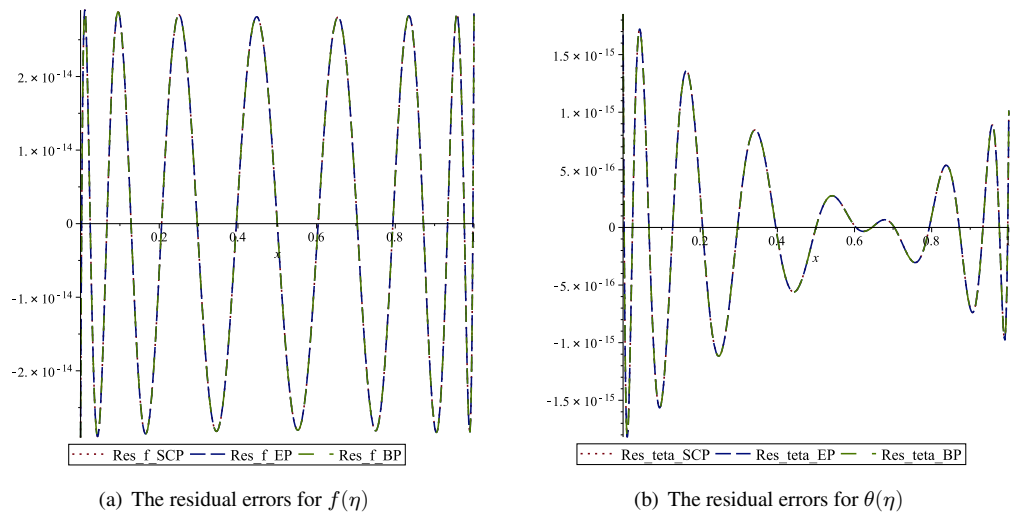 2. × 10⁻¹⁴
1. × 10⁻¹⁴
0
-1. × 10⁻¹⁴
-2. × 10⁻¹⁴
0.2 0.4 0.6 0.8
x
Res_f_SCP Res_f_EP Res_f_BP
(a) The residual errors for f(η)
1.5 × 10⁻¹⁵
1. × 10⁻¹⁵
5. × 10⁻¹⁶
0
-5. × 10⁻¹⁶
-1. × 10⁻¹⁵
-1.5 × 10⁻¹⁵
0.2 0.4 0.6 0.8
x
Res_teta_SCP Res_teta_EP Res_teta_BP
(b) The residual errors for θ(η)